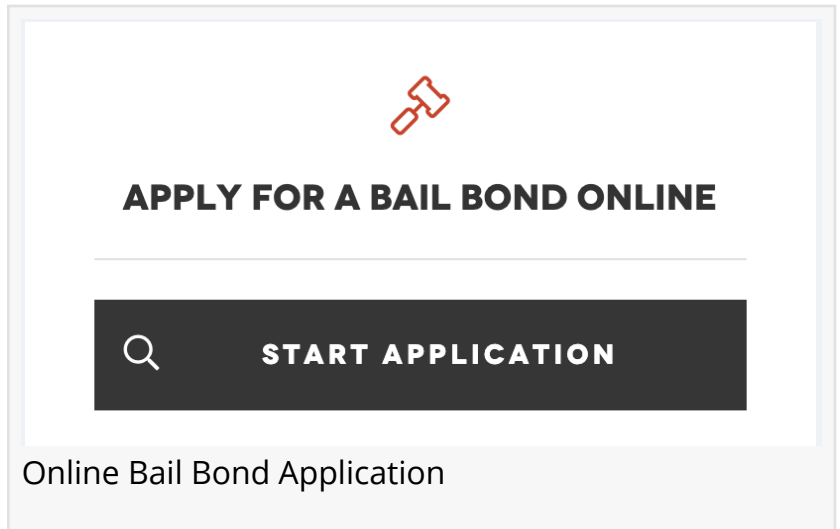 APPLY FOR A BAIL BOND ONLINE
START APPLICATION
Online Bail Bond Application